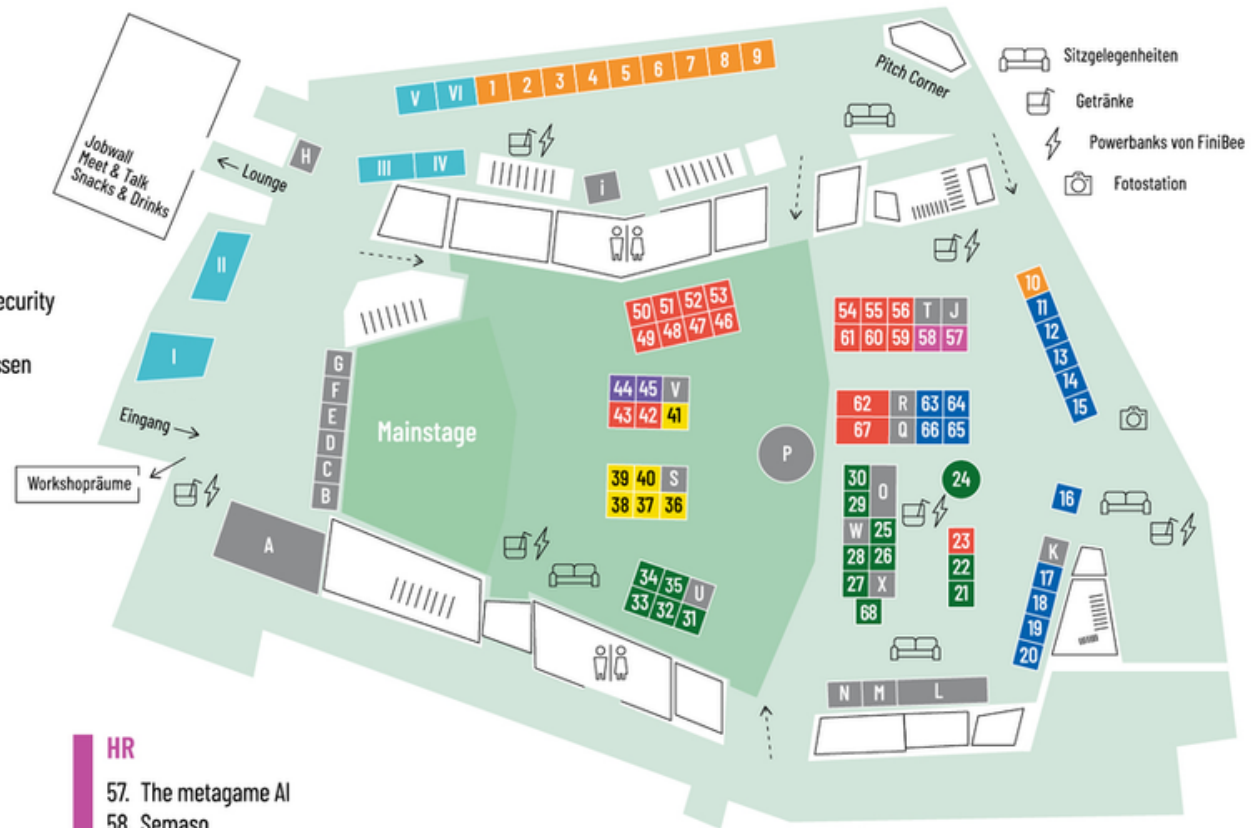 V VI 1 2 3 4 5 6 7 8 9
Pitch Corner
Sitzgelegenheiten
Getränke
Powerbanks von FiniBee
Fotostation
Jobwall
Meet & Talk
Snacks & Drinks
← Lounge
H
III IV
i
II
ecurity
I
ssen
Eingang →
Workshopräume
G
F
E
D
C
B
A
Mainstage
50 51 52 53
49 48 47 46
44 45 V
43 42 41
39 40 S
38 37 36
34 35 U
33 32 31
P
54 55 56 T J
61 60 59 58 57
62 R 63 64
67 Q 66 65
30 O
29
W 25
28 26
27 X
68
24
23
22
21
10
11
12
13
14
15
16
K
17
18
19
20
N M L
HR
57. The metagame AI
58. Semaso